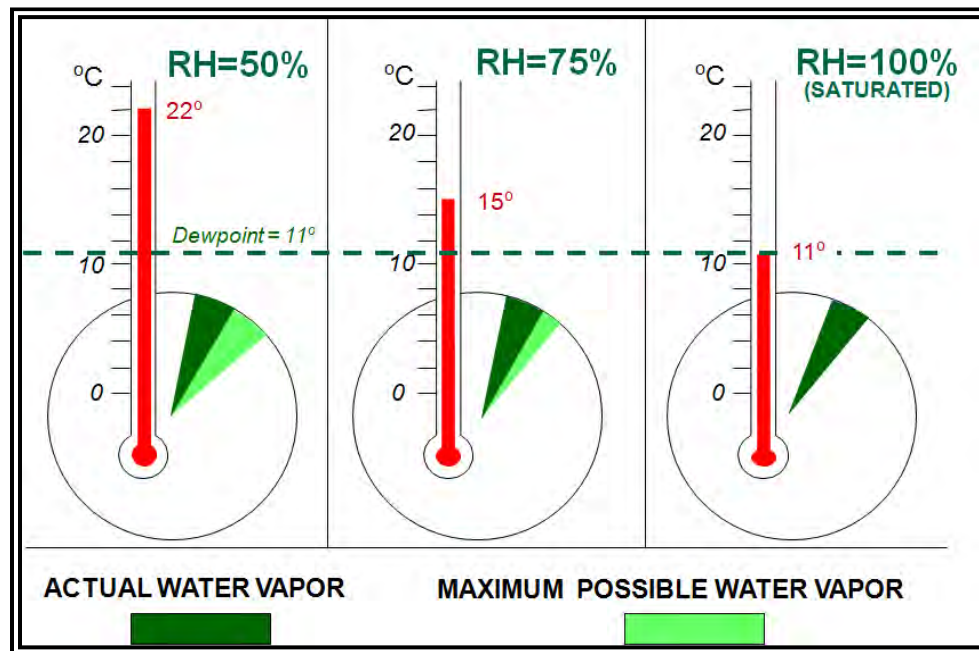 °C
RH=50%
22°
20
Dewpoint = 11°
10
0
°C
RH=75%
20
15°
10
0
°C
RH=100%
(SATURATED)
20
11°
10
0
ACTUAL WATER VAPOR
MAXIMUM POSSIBLE WATER VAPOR